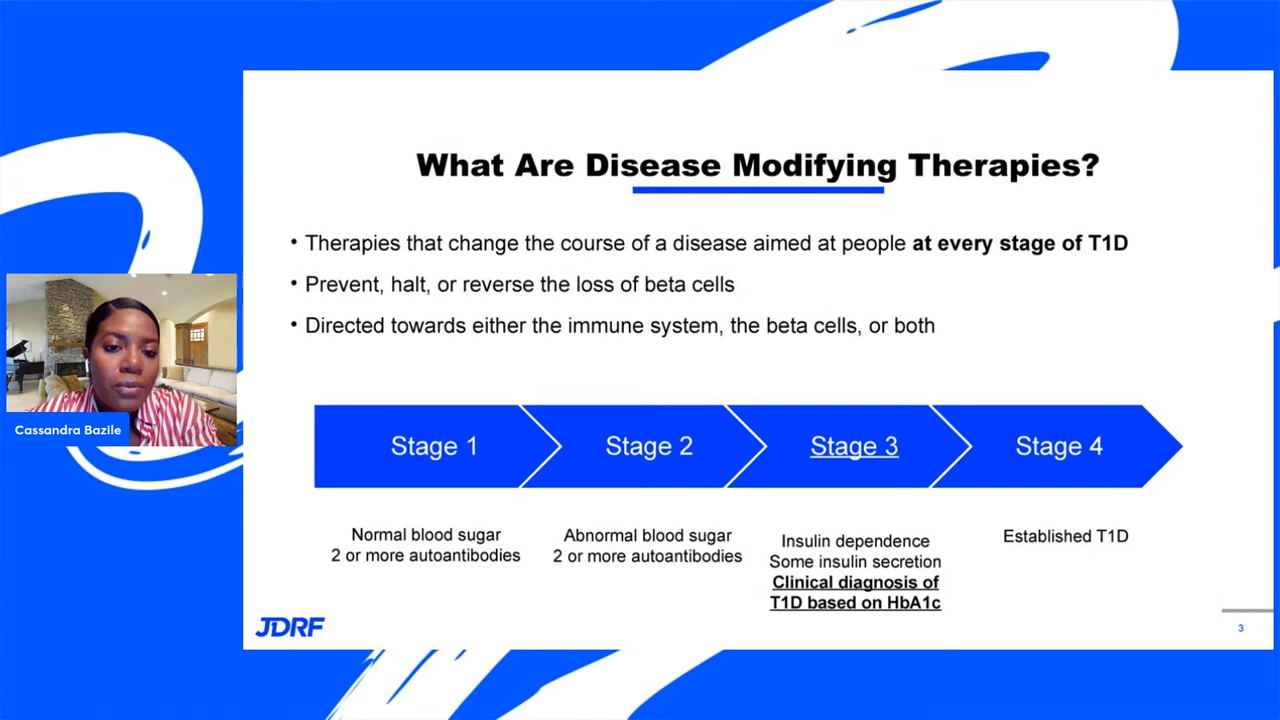 What Are Disease Modifying Therapies?
• Therapies that change the course of a disease aimed at people at every stage of T1D
• Prevent, halt, or reverse the loss of beta cells
• Directed towards either the immune system, the beta cells, or both
Cassandra Bazile
Stage 1
Stage 2
Stage 3
Stage 4
Normal blood sugar
2 or more autoantibodies
Abnormal blood sugar
2 or more autoantibodies
Insulin dependence
Some insulin secretion
Clinical diagnosis of
T1D based on HbA1c
Established T1D
JDRF
3